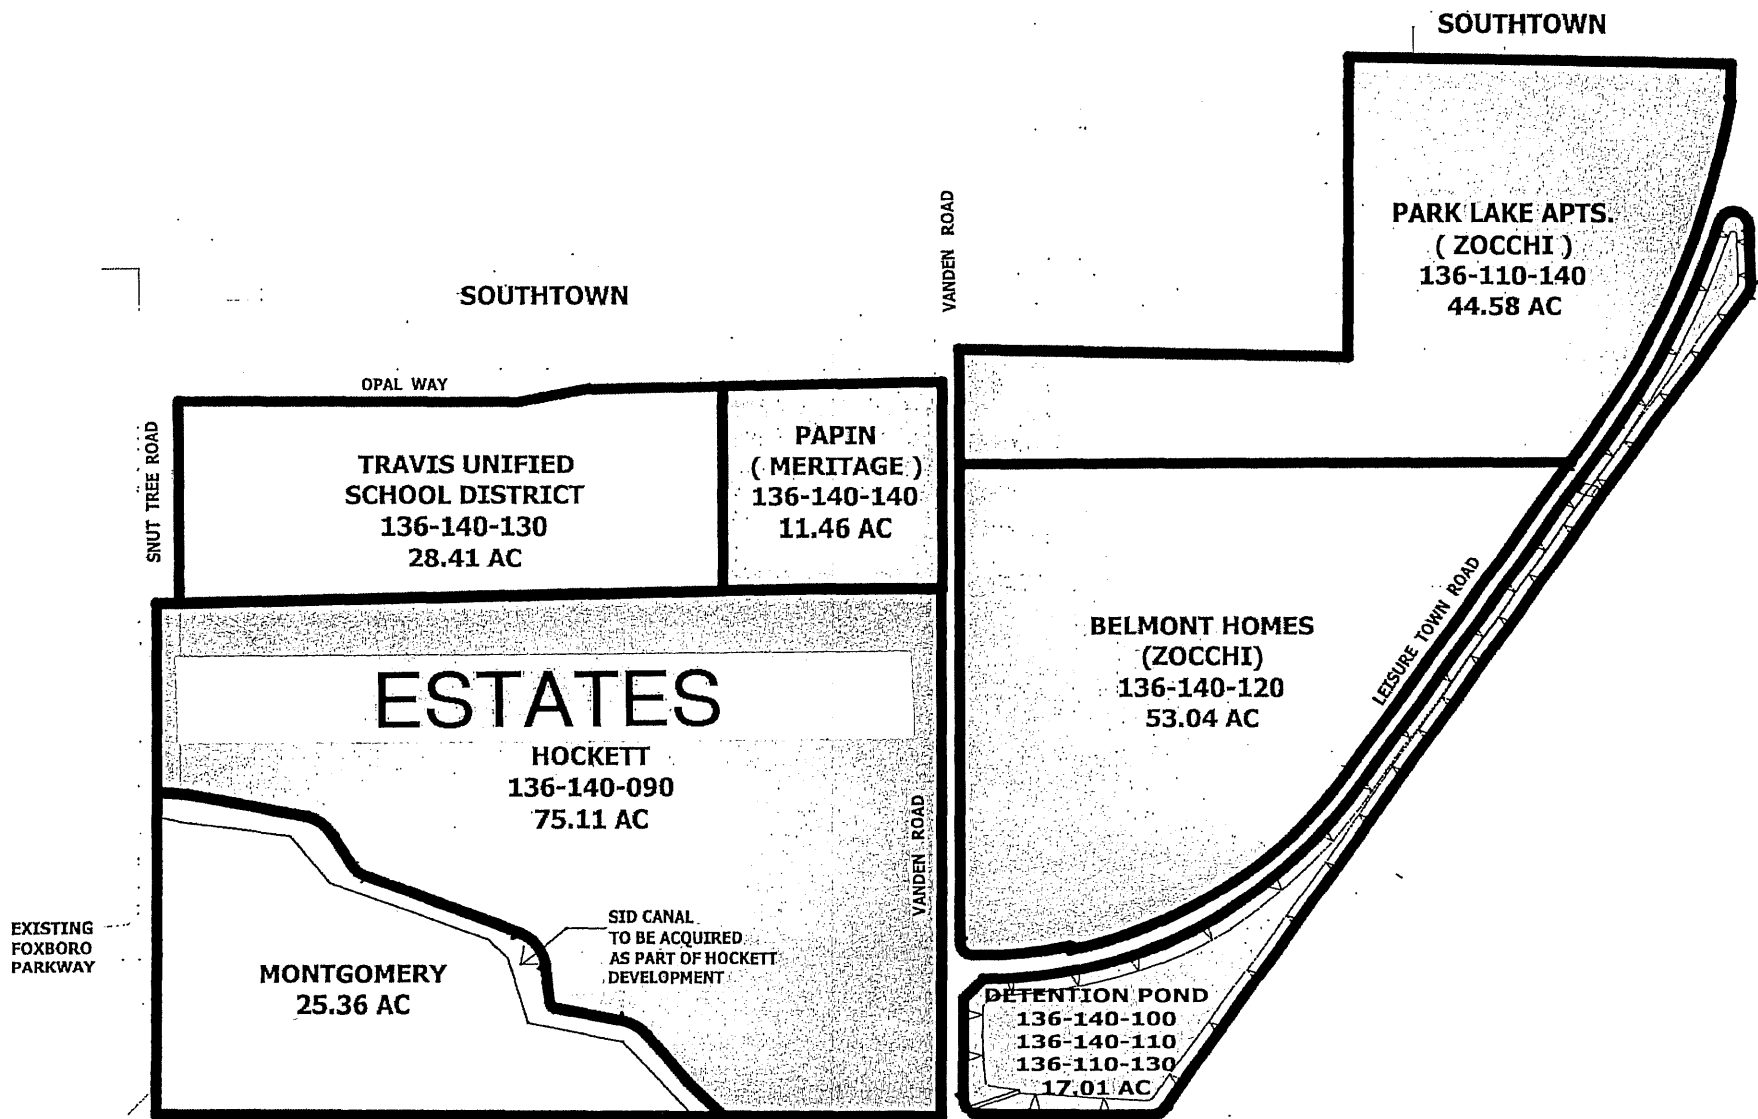 SOUTHTOWN
PARK LAKE APTS.
( ZOCCHI )
136-110-140
44.58 AC
VANDEN ROAD
SOUTHTOWN
OPAL WAY
SNUT TREE ROAD
TRAVIS UNIFIED
SCHOOL DISTRICT
136-140-130
28.41 AC
PAPIN
( MERITAGE )
136-140-140
11.46 AC
BELMONT HOMES
(ZOCCHI)
136-140-120
53.04 AC
LEISURE TOWN ROAD
ESTATES
HOCKETT
136-140-090
75.11 AC
VANDEN ROAD
EXISTING
FOXBORO
PARKWAY
SID CANAL
TO BE ACQUIRED
AS PART OF HOCKETT
DEVELOPMENT
MONTGOMERY
25.36 AC
DETENTION POND
136-140-100
136-140-110
136-110-130
17.01 AC